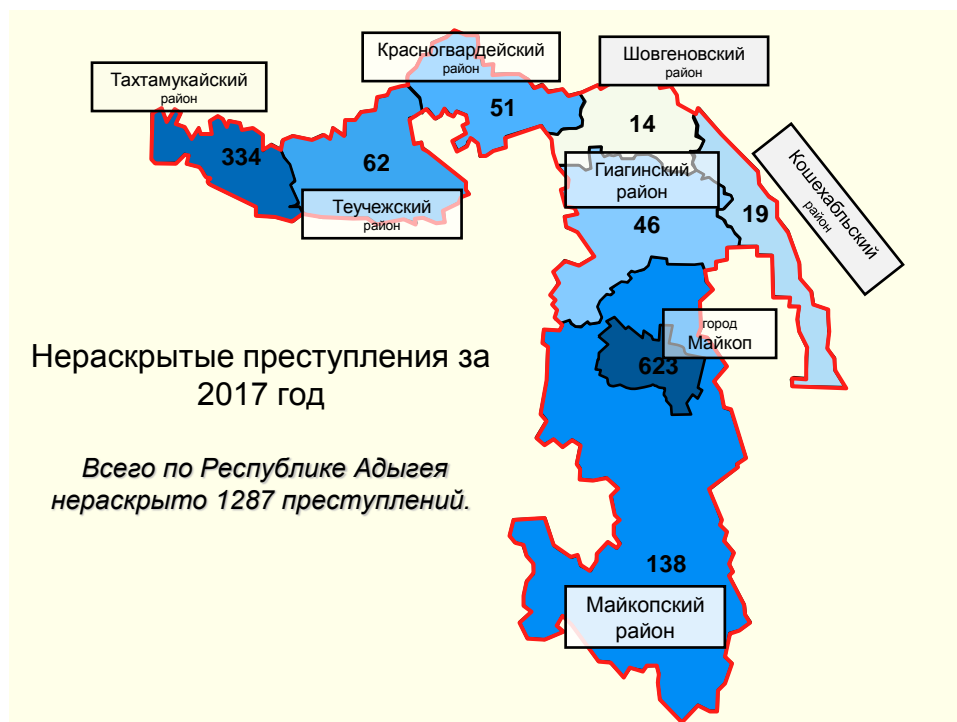 Красногвардейский
район
Шовгеновский
район
Тахтамукайский
район
334
62
51
14
Кошехабльский
район
Гиагинский
район
19
Теучежский
район
46
город
Майкоп
623
Нераскрытые преступления за
2017 год
Всего по Республике Адыгея
нераскрыто 1287 преступлений.
138
Майкопский
район